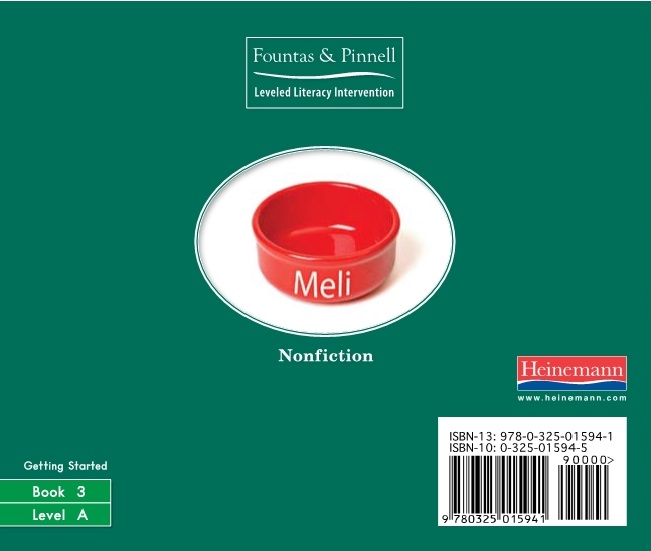 Fountas & Pinnell
Leveled Literacy Intervention
Meli
Nonfiction
Heinemann
www.heinemann.com
ISBN-13: 978-0-325-01594-1
ISBN-10: 0-325-01594-5
90000>
9 780325 015941
Getting Started
Book 3
Level A